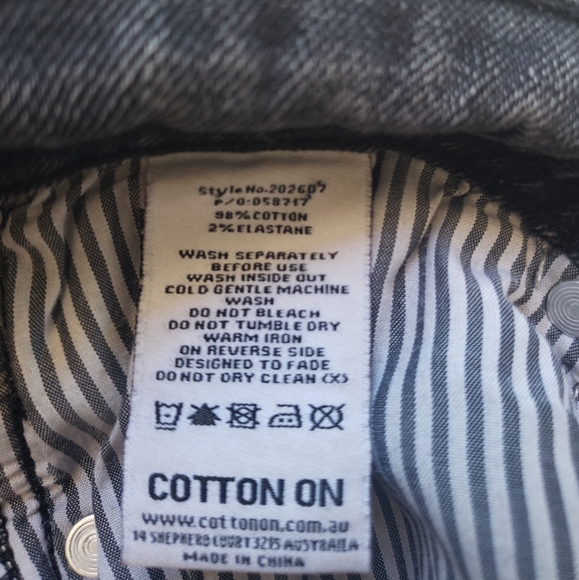 Style No.202607
P/O:058717
98% COTTON
2% ELASTANE
WASH SEPARATELY
BEFORE USE
WASH INSIDE OUT
COLD GENTLE MACHINE
WASH
DO NOT BLEACH
DO NOT TUMBLE DRY
WARM IRON
ON REVERSE SIDE
DESIGNED TO FADE
DO NOT DRY CLEAN (X)
COTTON ON
www.cottonon.com.au
14 SHEPHERD COURT 3215 AUSTRALIA
MADE IN CHINA